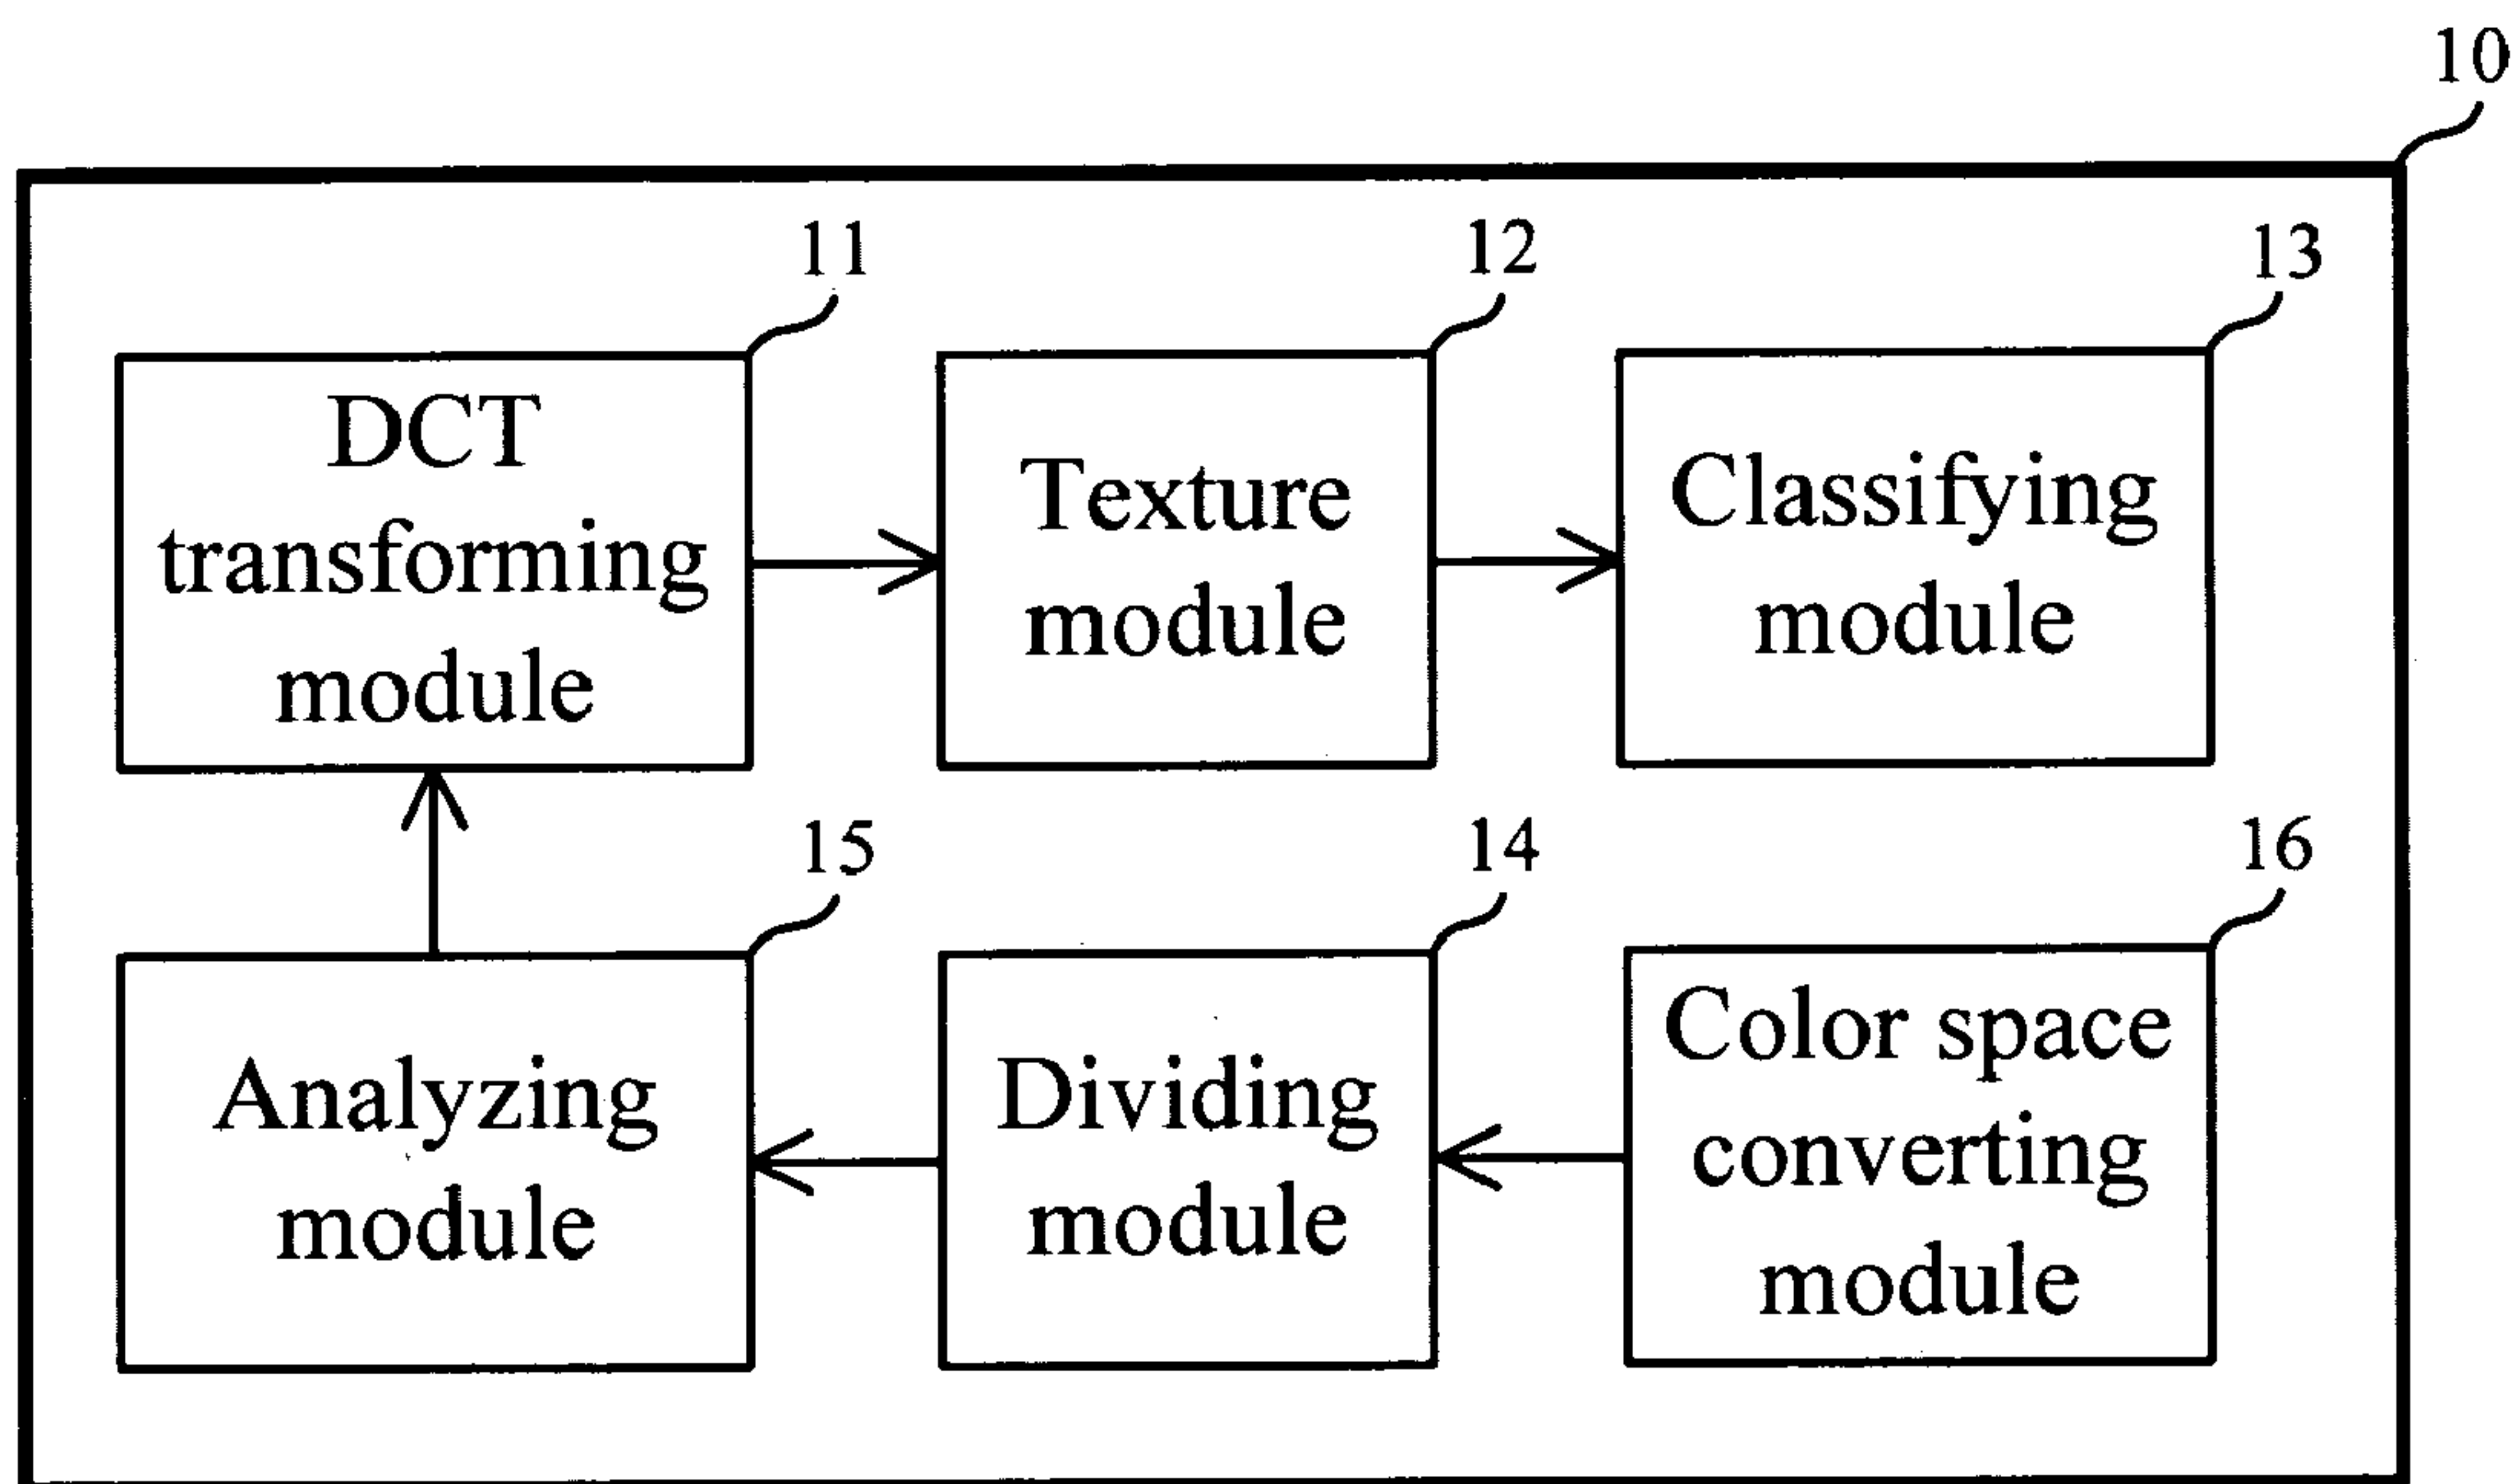 10
11
12
13
DCT
transforming
module
Texture
module
Classifying
module
15
14
16
Analyzing
module
Dividing
module
Color space
converting
module